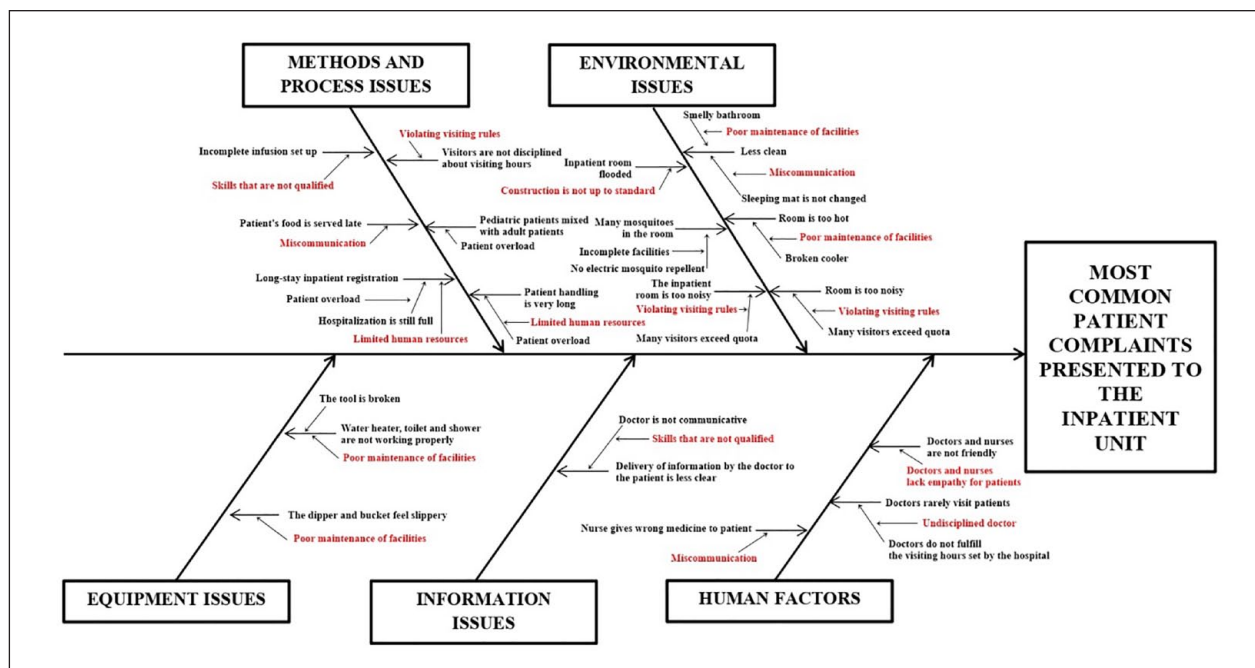 METHODS AND
PROCESS ISSUES
ENVIRONMENTAL
ISSUES
Violating visiting rules
Incomplete infusion set up
Visitors are not disciplined
about visiting hours
Skills that are not qualified
Patient's food is served late
Miscommunication
Pediatric patients mixed
with adult patients
Patient overload
Long-stay inpatient registration
Patient overload
Hospitalization is still full
Limited human resources
Patient handling
is very long
Limited human resources
Patient overload
Smelly bathroom
Poor maintenance of facilities
Less clean
Inpatient room
flooded
Construction is not up to standard
Miscommunication
Sleeping mat is not changed
Many mosquitoes
in the room
Incomplete facilities
No electric mosquito repellent
Room is too hot
Poor maintenance of facilities
Broken cooler
The inpatient
room is too noisy
Violating visiting rules
Many visitors exceed quota
Room is too noisy
Violating visiting rules
Many visitors exceed quota
MOST
COMMON
PATIENT
COMPLAINTS
PRESENTED TO
THE
INPATIENT
UNIT
The tool is broken
Water heater, toilet and shower
are not working properly
Poor maintenance of facilities
The dipper and bucket feel slippery
Poor maintenance of facilities
Doctor is not communicative
Skills that are not qualified
Delivery of information by the doctor to
the patient is less clear
Doctors and nurses
are not friendly
Doctors and nurses
lack empathy for patients
Doctors rarely visit patients
Undisciplined doctor
Doctors do not fulfill
the visiting hours set by the hospital
Nurse gives wrong medicine to patient
Miscommunication
EQUIPMENT ISSUES
INFORMATION
ISSUES
HUMAN FACTORS